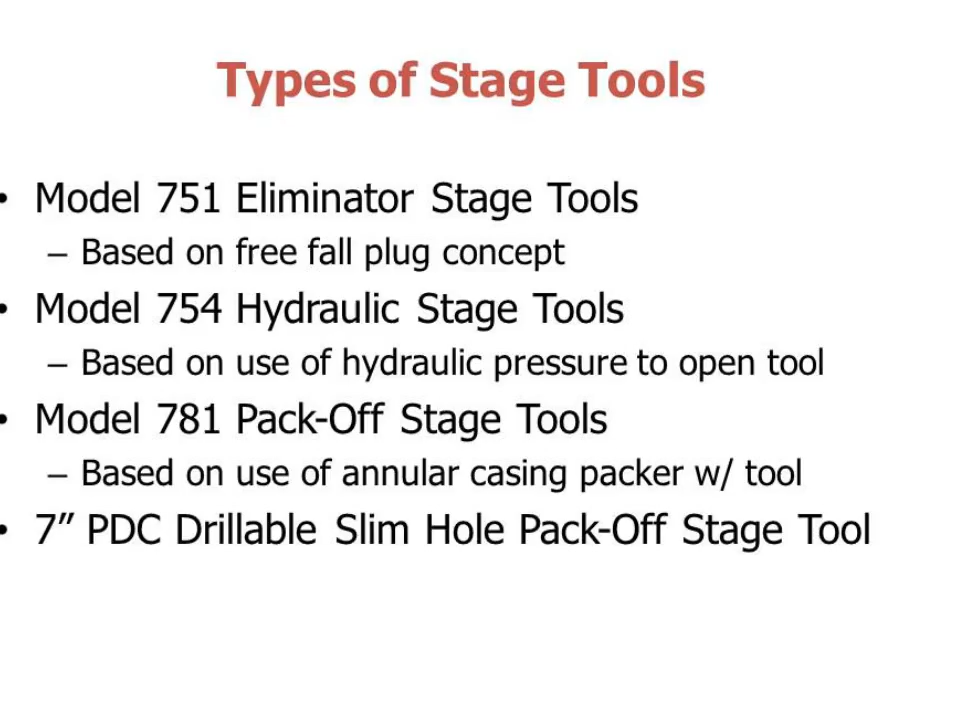 Types of Stage Tools
• Model 751 Eliminator Stage Tools
– Based on free fall plug concept
• Model 754 Hydraulic Stage Tools
– Based on use of hydraulic pressure to open tool
• Model 781 Pack-Off Stage Tools
– Based on use of annular casing packer w/ tool
• 7” PDC Drillable Slim Hole Pack-Off Stage Tool